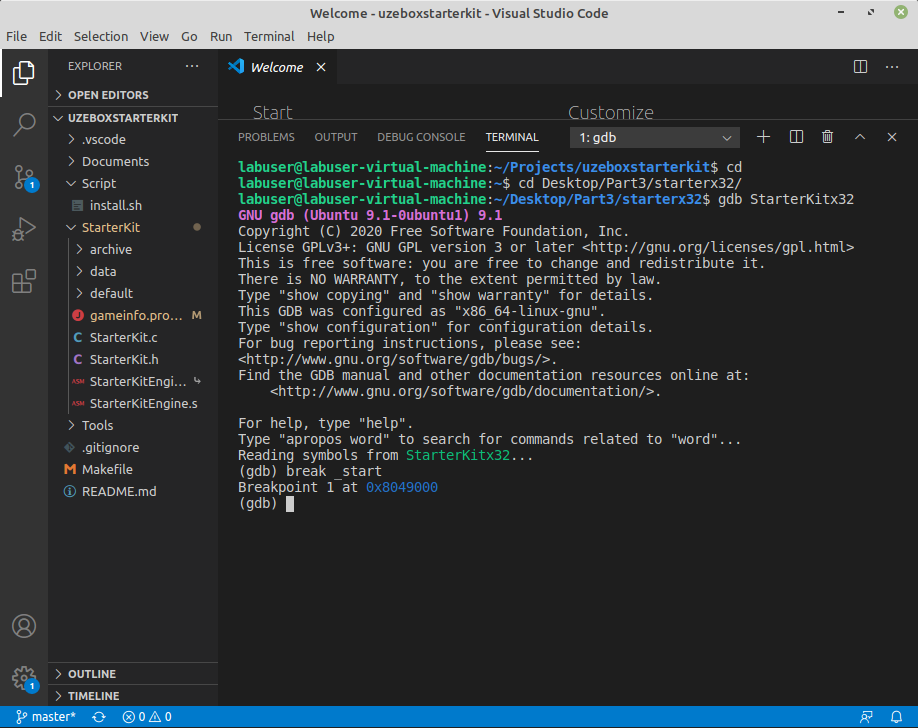 Welcome - uzeboxstarterkit - Visual Studio Code
File Edit Selection View Go Run Terminal Help
EXPLORER
OPEN EDITORS
UZEBOXSTARTERKIT
.vscode
Documents
Script
install.sh
StarterKit
archive
data
default
gameinfo.pro... M
StarterKit.c
StarterKit.h
StarterKitEngi...
StarterKitEngine.s
Tools
.gitignore
Makefile
README.md
OUTLINE
TIMELINE
Welcome
Start Customize
PROBLEMS OUTPUT DEBUG CONSOLE TERMINAL 1: gdb
labuser@labuser-virtual-machine:~/Projects/uzeboxstarterkit$ cd
labuser@labuser-virtual-machine:~$ cd Desktop/Part3/starterx32/
labuser@labuser-virtual-machine:~/Desktop/Part3/starterx32$ gdb StarterKitx32
GNU gdb (Ubuntu 9.1-0ubuntu1) 9.1
Copyright (C) 2020 Free Software Foundation, Inc.
License GPLv3+: GNU GPL version 3 or later <http://gnu.org/licenses/gpl.html>
This is free software: you are free to change and redistribute it.
There is NO WARRANTY, to the extent permitted by law.
Type "show copying" and "show warranty" for details.
This GDB was configured as "x86_64-linux-gnu".
Type "show configuration" for configuration details.
For bug reporting instructions, please see:
<http://www.gnu.org/software/gdb/bugs/>.
Find the GDB manual and other documentation resources online at:
<http://www.gnu.org/software/gdb/documentation/>.
For help, type "help".
Type "apropos word" to search for commands related to "word"...
Reading symbols from StarterKitx32...
(gdb) break _start
Breakpoint 1 at 0x8049000
(gdb)
1
1
master* 0 0